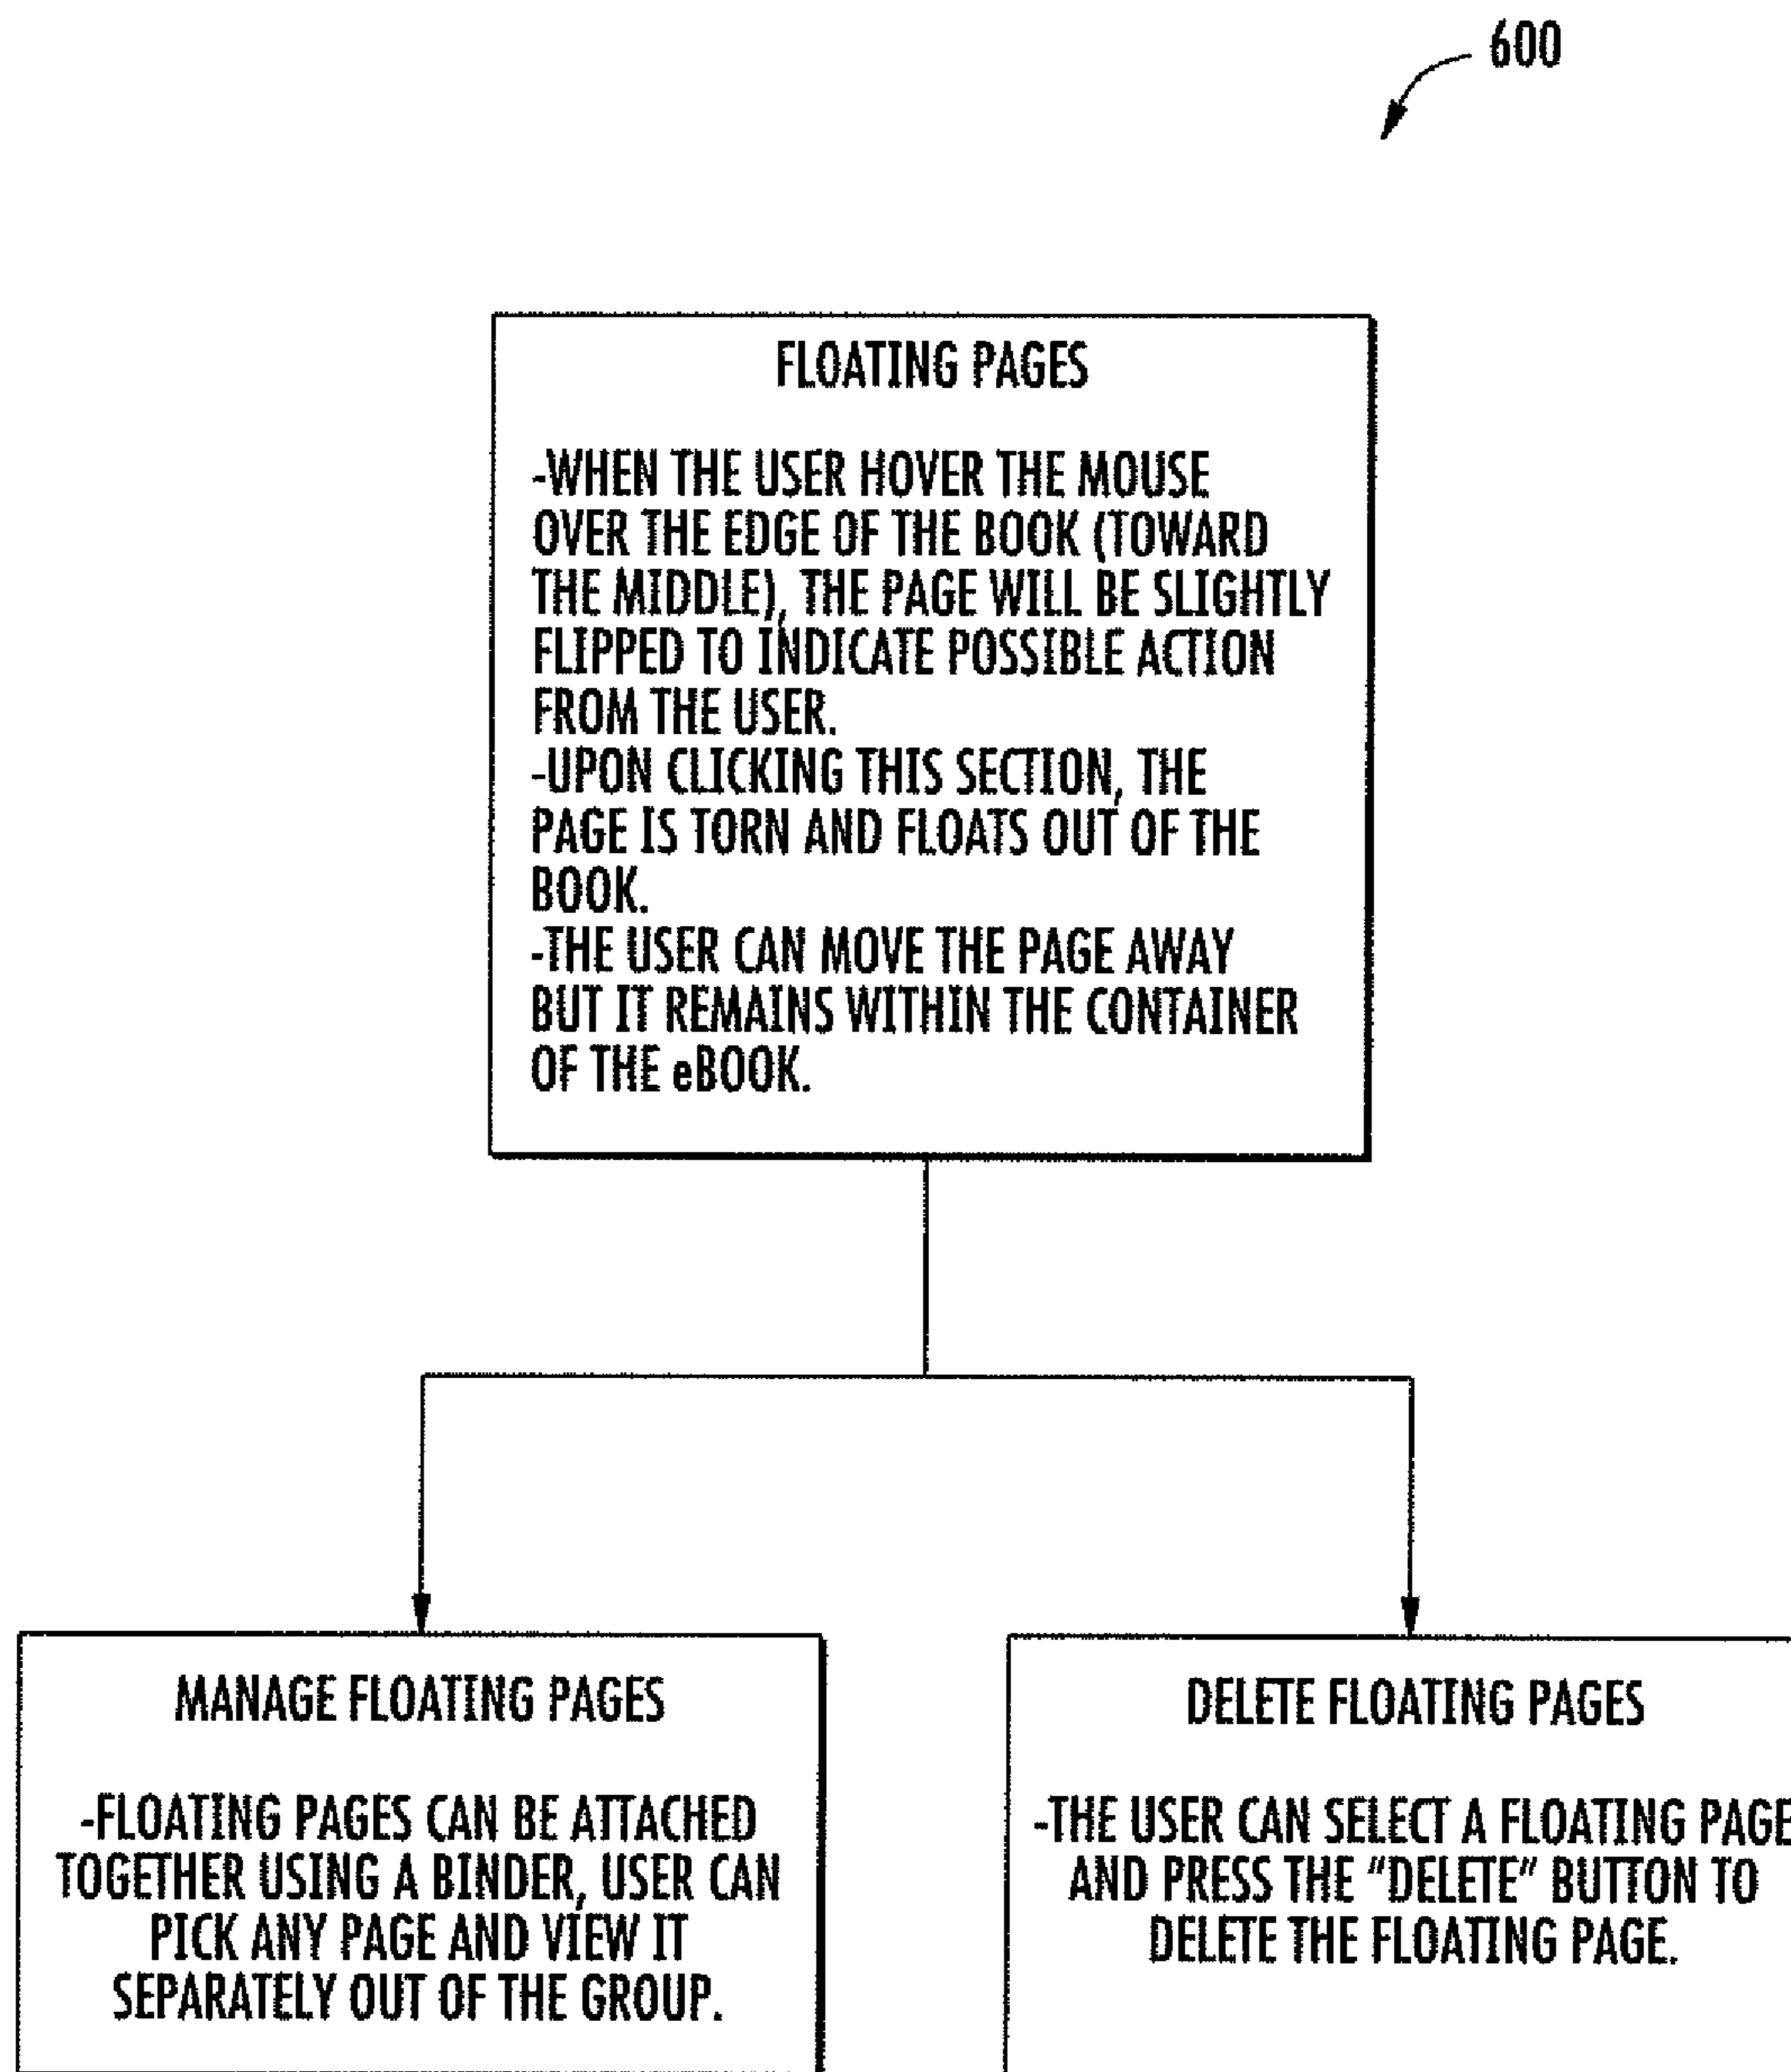 600
FLOATING PAGES
-WHEN THE USER HOVER THE MOUSE
OVER THE EDGE OF THE BOOK (TOWARD
THE MIDDLE), THE PAGE WILL BE SLIGHTLY
FLIPPED TO INDICATE POSSIBLE ACTION
FROM THE USER.
-UPON CLICKING THIS SECTION, THE
PAGE IS TORN AND FLOATS OUT OF THE
BOOK.
-THE USER CAN MOVE THE PAGE AWAY
BUT IT REMAINS WITHIN THE CONTAINER
OF THE eBOOK.
MANAGE FLOATING PAGES
-FLOATING PAGES CAN BE ATTACHED
TOGETHER USING A BINDER, USER CAN
PICK ANY PAGE AND VIEW IT
SEPARATELY OUT OF THE GROUP.
DELETE FLOATING PAGES
-THE USER CAN SELECT A FLOATING PAGE
AND PRESS THE "DELETE" BUTTON TO
DELETE THE FLOATING PAGE.